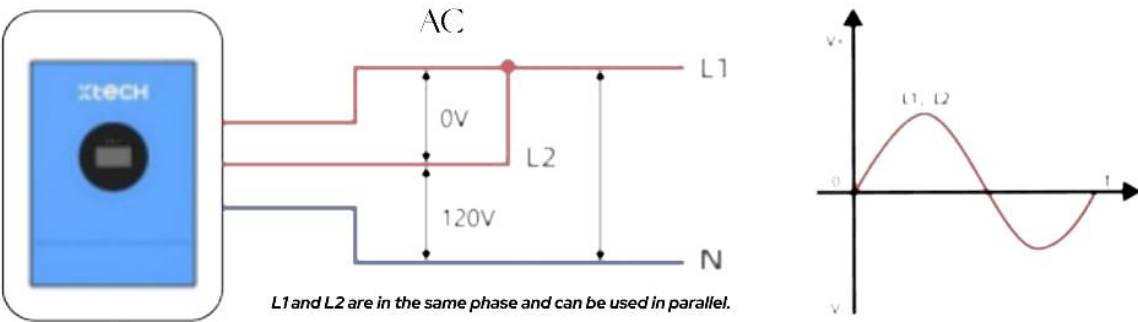 AC
XTECH
L1
0V
L2
120V
N
L1 and L2 are in the same phase and can be used in parallel.
V+
L1, L2
0
T
V-